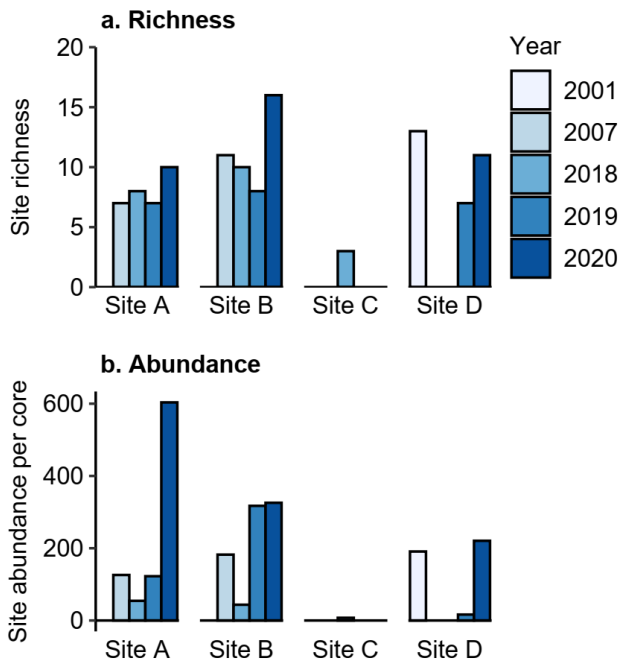 a. Richness
Site richness
20
15
10
5
0
Site A Site B Site C Site D
Year
2001
2007
2018
2019
2020
b. Abundance
Site abundance per core
600
400
200
0
Site A Site B Site C Site D